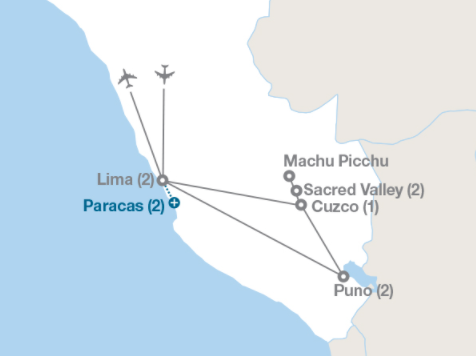 Machu Picchu
Lima (2)
Sacred Valley (2)
Paracas (2)
Cuzco (1)
Puno (2)